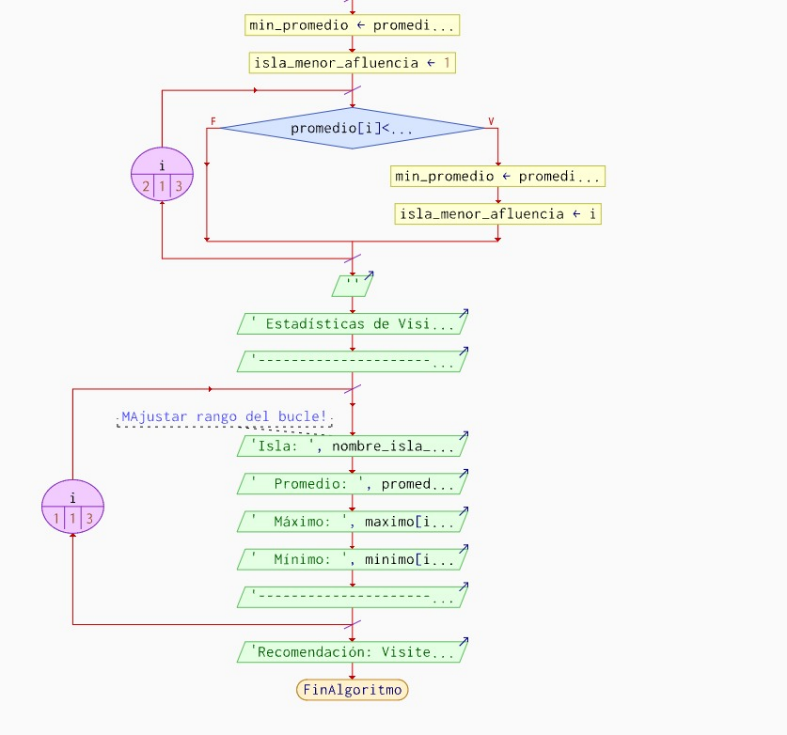 min_promedio ← promedi...
isla_menor_afluencia ← 1
F
V
promedio[i]<...
i
2 1 3
min_promedio ← promedi...
isla_menor_afluencia ← i
''
' Estadísticas de Visi...
'----------------------...
MAjustar rango del bucle!
'Isla: ', nombre_isla_...
'  Promedio: ', promed...
i
1 1 3
'  Máximo: ', maximo[i...
'  Mínimo: ', minimo[i...
'----------------------...
'Recomendación: Visite...
FinAlgoritmo